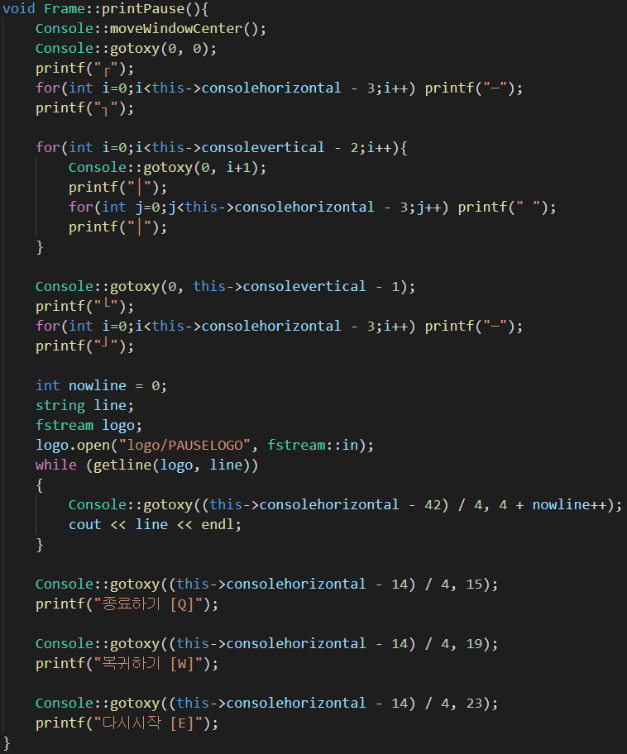 void Frame::printPause(){
    Console::moveWindowCenter();
    Console::gotoxy(0, 0);
    printf("┌");
    for(int i=0;i<this->consolehorizontal - 3;i++) printf("─");
    printf("┐");

    for(int i=0;i<this->consolevertical - 2;i++){
        Console::gotoxy(0, i+1);
        printf("│");
        for(int j=0;j<this->consolehorizontal - 3;j++) printf(" ");
        printf("│");
    }

    Console::gotoxy(0, this->consolevertical - 1);
    printf("└");
    for(int i=0;i<this->consolehorizontal - 3;i++) printf("─");
    printf("┘");

    int nowline = 0;
    string line;
    fstream logo;
    logo.open("logo/PAUSELOGO", fstream::in);
    while (getline(logo, line))
    {
        Console::gotoxy((this->consolehorizontal - 42) / 4, 4 + nowline++);
        cout << line << endl;
    }

    Console::gotoxy((this->consolehorizontal - 14) / 4, 15);
    printf("종료하기 [Q]");

    Console::gotoxy((this->consolehorizontal - 14) / 4, 19);
    printf("복귀하기 [W]");

    Console::gotoxy((this->consolehorizontal - 14) / 4, 23);
    printf("다시시작 [E]");
}